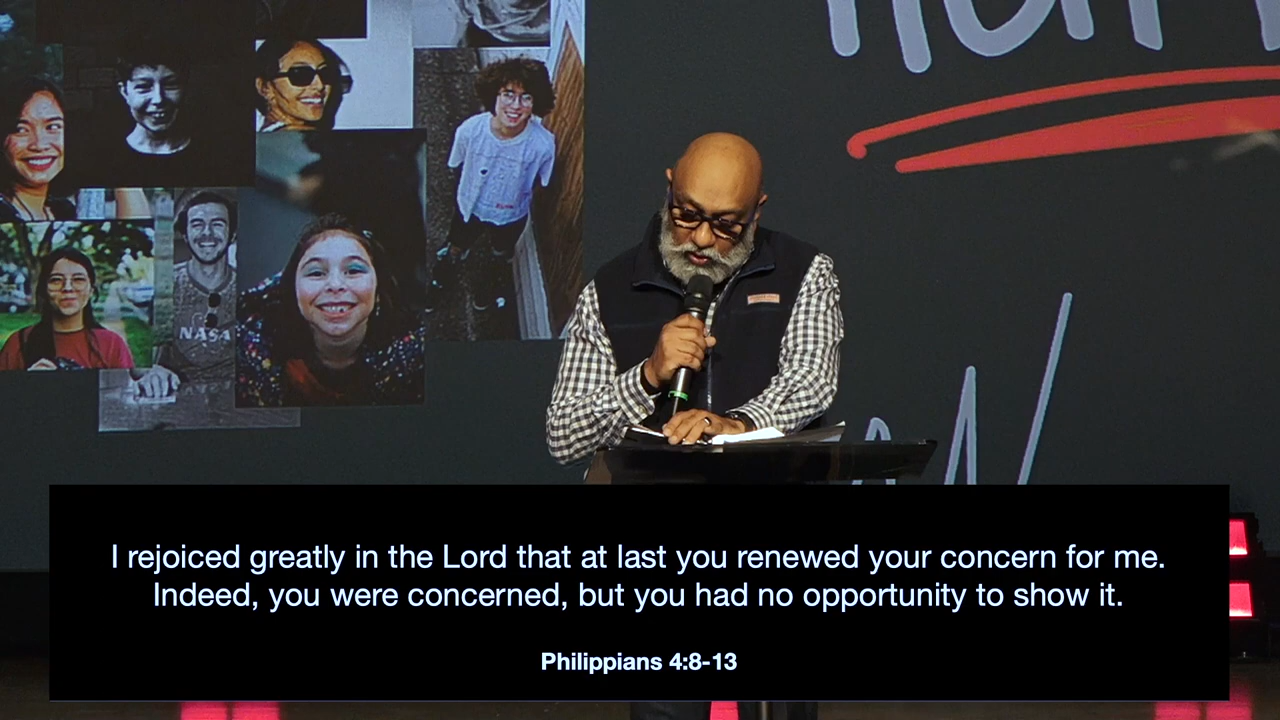 NASA
I rejoiced greatly in the Lord that at last you renewed your concern for me.
Indeed, you were concerned, but you had no opportunity to show it.
Philippians 4:8-13